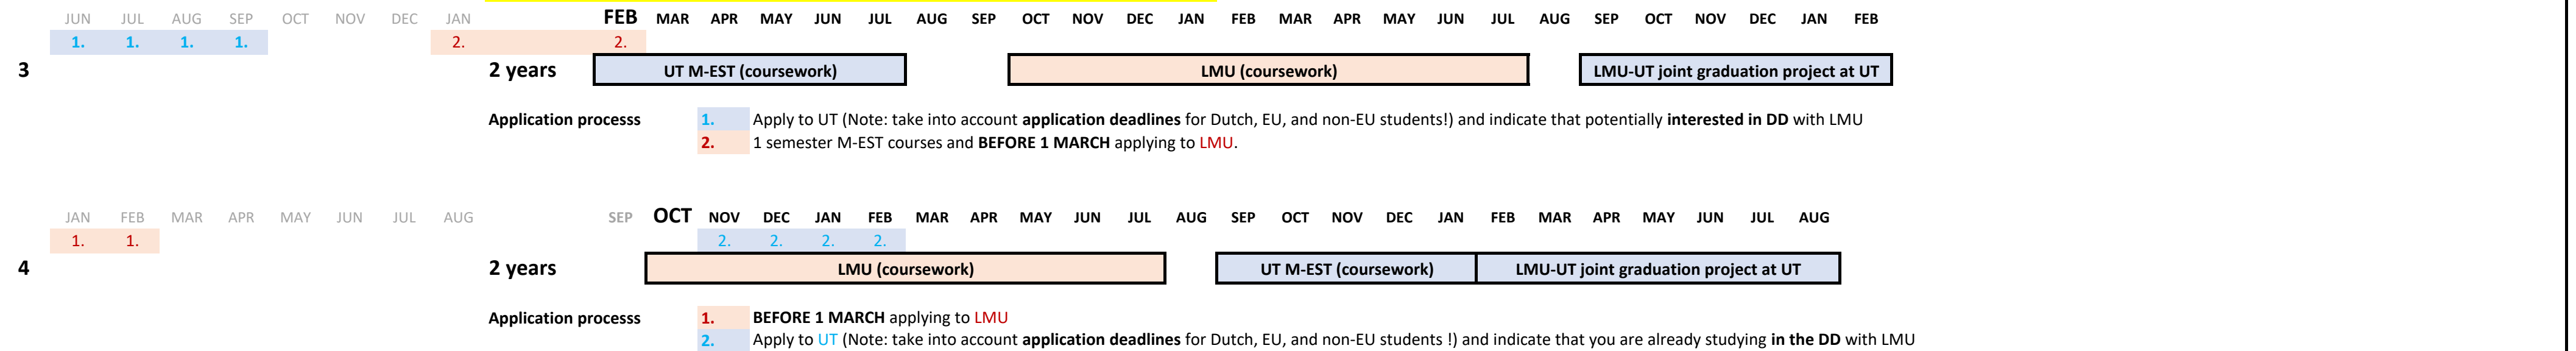 JUN JUL AUG SEP OCT NOV DEC JAN FEB MAR APR MAY JUN JUL AUG SEP OCT NOV DEC JAN FEB MAR APR MAY JUN JUL AUG SEP OCT NOV DEC JAN FEB
1. 1. 1. 1. 2. 2.
3 2 years UT M-EST (coursework) LMU (coursework) LMU-UT joint graduation project at UT
Application processs 1. Apply to UT (Note: take into account application deadlines for Dutch, EU, and non-EU students!) and indicate that potentially interested in DD with LMU
2. 1 semester M-EST courses and BEFORE 1 MARCH applying to LMU.
JAN FEB MAR APR MAY JUN JUL AUG SEP OCT NOV DEC JAN FEB MAR APR MAY JUN JUL AUG SEP OCT NOV DEC JAN FEB MAR APR MAY JUN JUL AUG
1. 1. 2. 2. 2. 2.
4 2 years LMU (coursework) UT M-EST (coursework) LMU-UT joint graduation project at UT
Application processs 1. BEFORE 1 MARCH applying to LMU
2. Apply to UT (Note: take into account application deadlines for Dutch, EU, and non-EU students !) and indicate that you are already studying in the DD with LMU